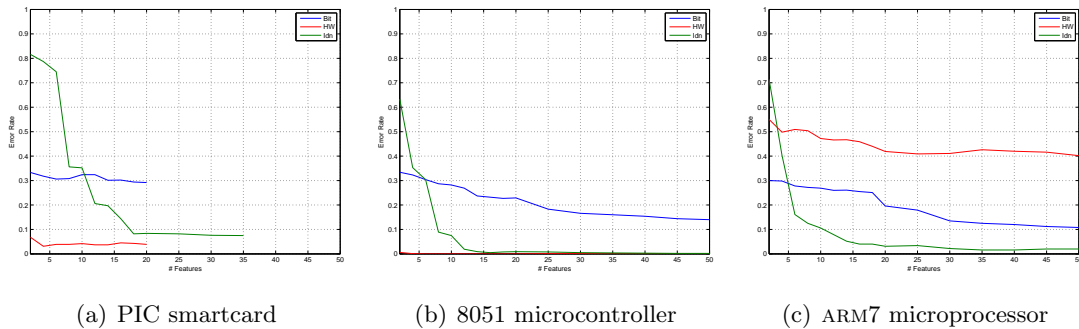 1
0.9
0.8
0.7
0.6
0.5
0.4
0.3
0.2
0.1
0
Error Rate
5 10 15 20 25 30 35 40 45 50
# Features
Bit
HW
Idn
(a) PIC smartcard
1
0.9
0.8
0.7
0.6
0.5
0.4
0.3
0.2
0.1
0
Error Rate
5 10 15 20 25 30 35 40 45 50
# Features
Bit
HW
Idn
(b) 8051 microcontroller
1
0.9
0.8
0.7
0.6
0.5
0.4
0.3
0.2
0.1
0
Error Rate
5 10 15 20 25 30 35 40 45 50
# Features
Bit
HW
Idn
(c) ARM7 microprocessor